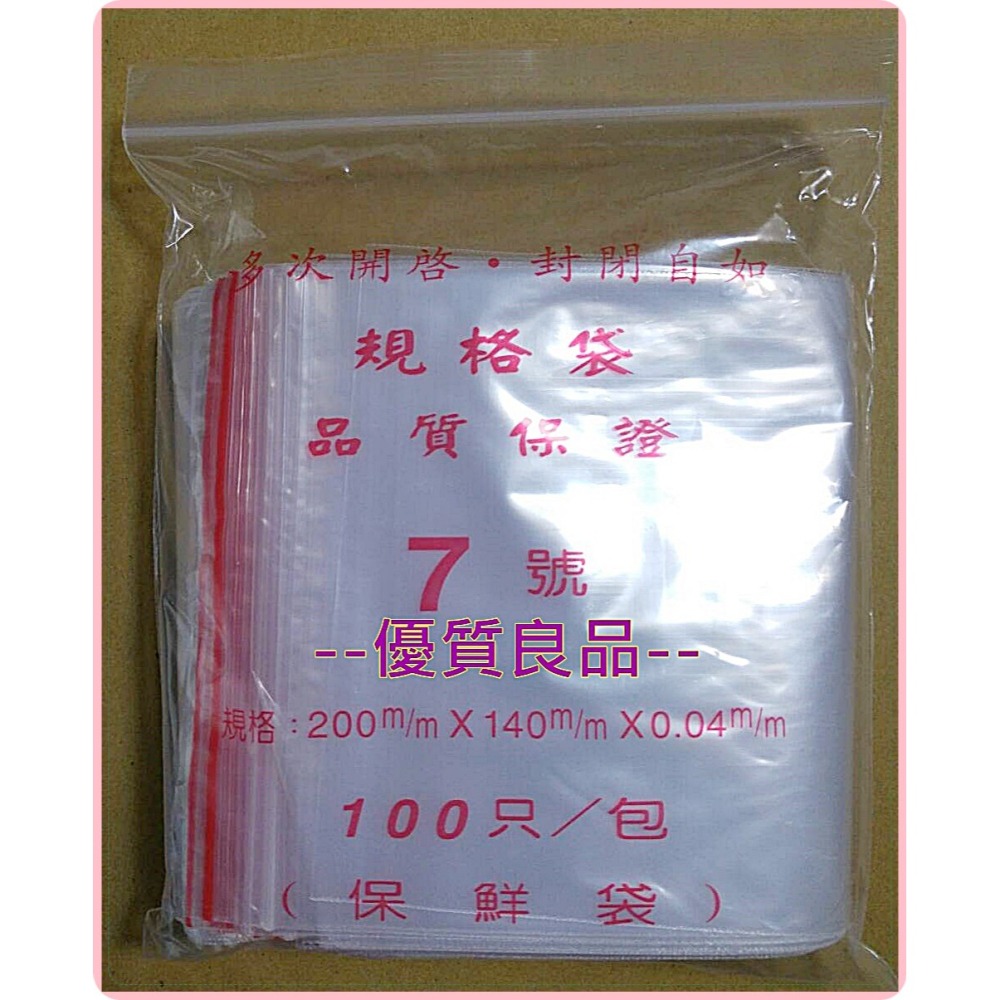 多次開啓・封閉自如
規格袋
品質保證
7號
--優質良品--
規格：200m/m X 140m/m X 0.04m/m
100只／包
（保鮮袋）